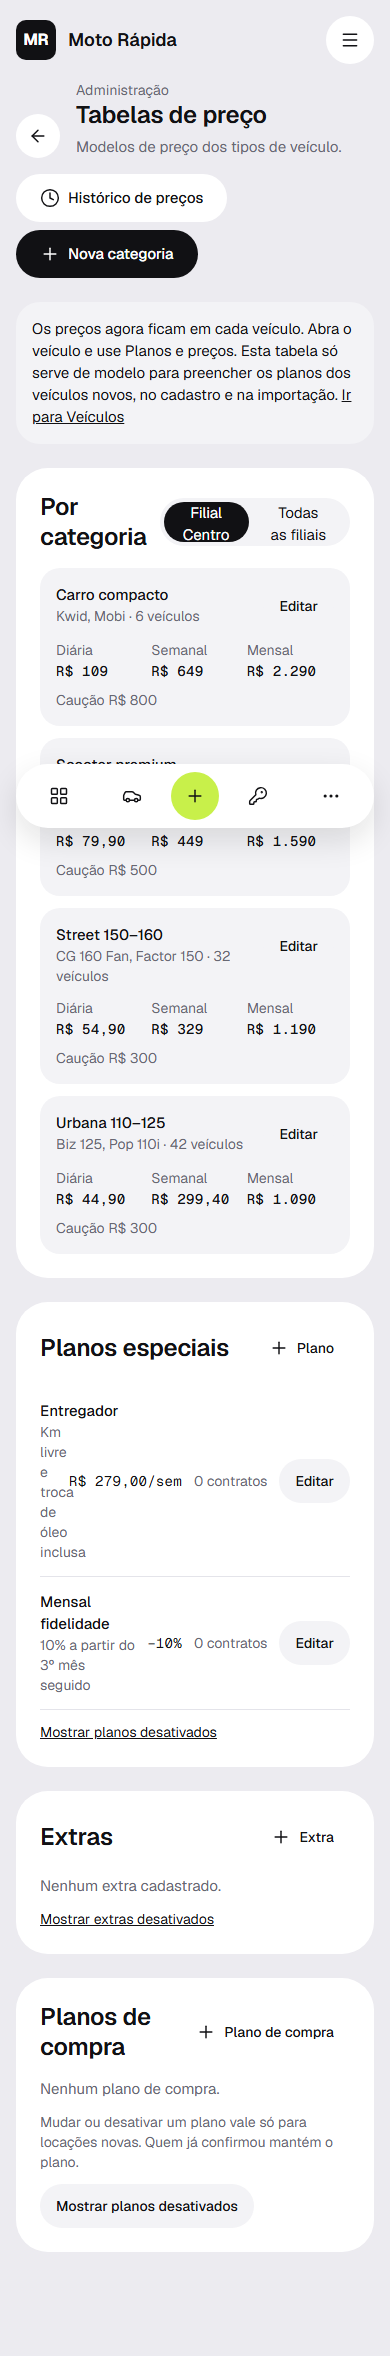 MR Moto Rápida
Administração
Tabelas de preço
Modelos de preço dos tipos de veículo.
Histórico de preços
Nova categoria
Os preços agora ficam em cada veículo. Abra o
veículo e use Planos e preços. Esta tabela só
serve de modelo para preencher os planos dos
veículos novos, no cadastro e na importação. Ir
para Veículos
Por
categoria
Filial
Centro
Todas
as filiais
Carro compacto
Kwid, Mobi · 6 veículos
Editar
Diária Semanal Mensal
R$ 109 R$ 649 R$ 2.290
Caução R$ 800
R$ 79,90 R$ 449 R$ 1.590
Caução R$ 500
Street 150–160
CG 160 Fan, Factor 150 · 32
veículos
Editar
Diária Semanal Mensal
R$ 54,90 R$ 329 R$ 1.190
Caução R$ 300
Urbana 110–125
Biz 125, Pop 110i · 42 veículos
Editar
Diária Semanal Mensal
R$ 44,90 R$ 299,40 R$ 1.090
Caução R$ 300
Planos especiais
Plano
Entregador
Km
livre
e
troca
de
óleo
inclusa
R$ 279,00/sem 0 contratos Editar
Mensal
fidelidade
10% a partir do
3º mês
seguido
−10% 0 contratos Editar
Mostrar planos desativados
Extras
Extra
Nenhum extra cadastrado.
Mostrar extras desativados
Planos de
compra
Plano de compra
Nenhum plano de compra.
Mudar ou desativar um plano vale só para
locações novas. Quem já confirmou mantém o
plano.
Mostrar planos desativados